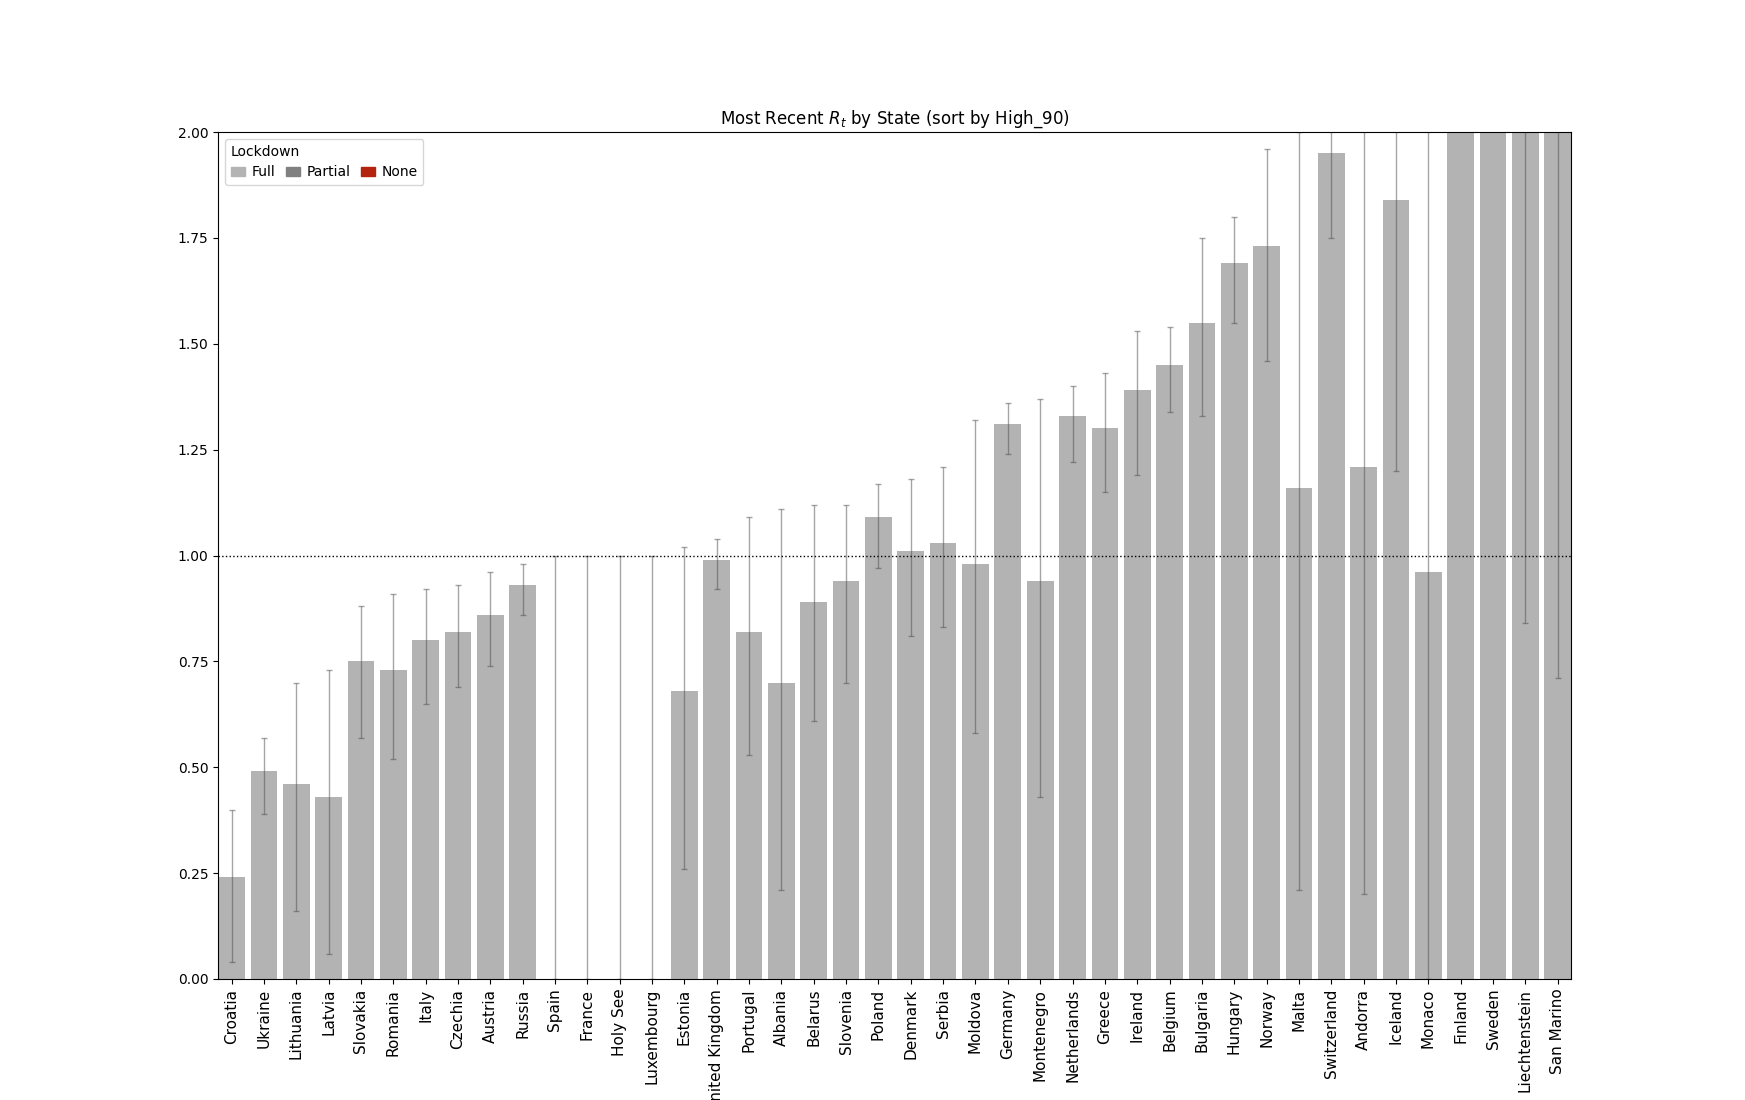 Most Recent R_t by State (sort by High_90)
Lockdown
Full Partial None
2.00
1.75
1.50
1.25
1.00
0.75
0.50
0.25
0.00
Croatia
Ukraine
Lithuania
Latvia
Slovakia
Romania
Italy
Czechia
Austria
Russia
Spain
France
Holy See
Luxembourg
Estonia
nited Kingdom
Portugal
Albania
Belarus
Slovenia
Poland
Denmark
Serbia
Moldova
Germany
Montenegro
Netherlands
Greece
Ireland
Belgium
Bulgaria
Hungary
Norway
Malta
Switzerland
Andorra
Iceland
Monaco
Finland
Sweden
Liechtenstein
San Marino